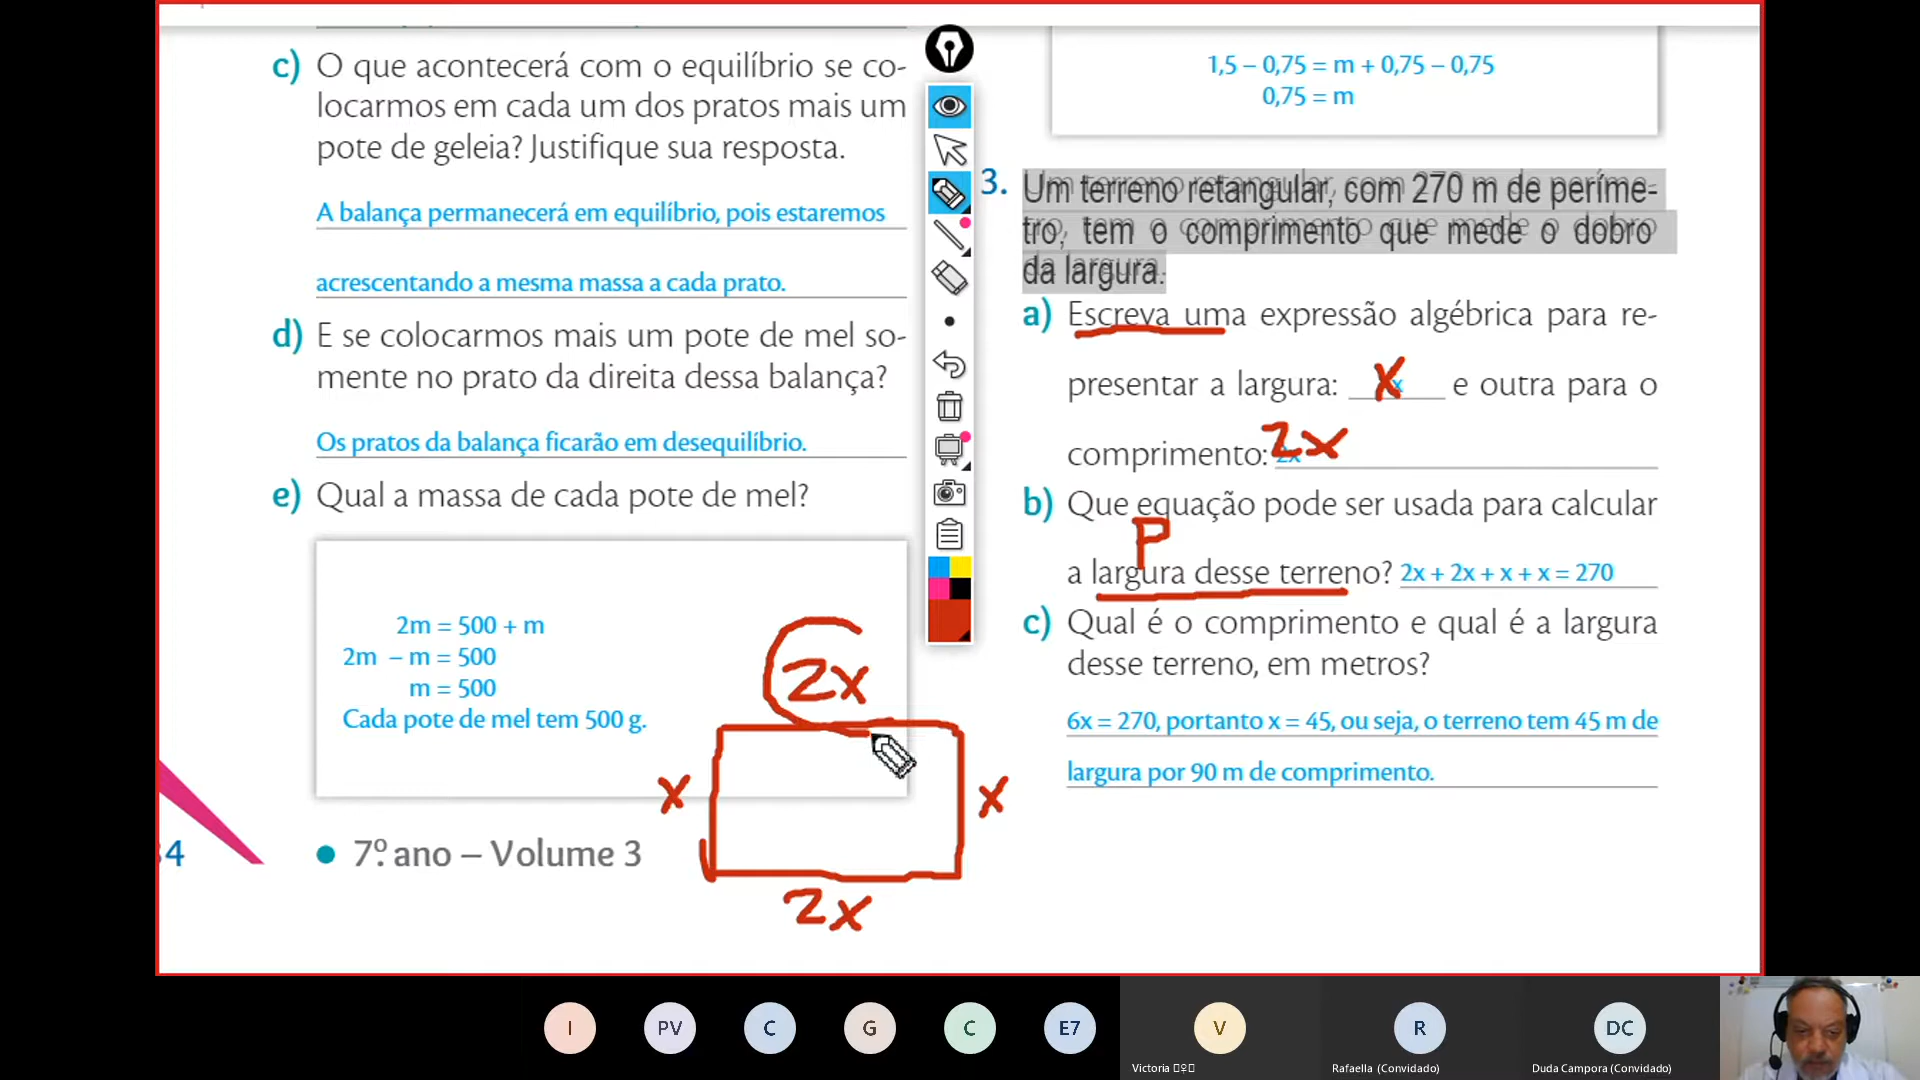 c) O que acontecerá com o equilíbrio se co-
locarmos em cada um dos pratos mais um
pote de geleia? Justifique sua resposta.
A balança permanecerá em equilíbrio, pois estaremos
acrescentando a mesma massa a cada prato.
d) E se colocarmos mais um pote de mel so-
mente no prato da direita dessa balança?
Os pratos da balança ficarão em desequilíbrio.
e) Qual a massa de cada pote de mel?
2m = 500 + m
2m – m = 500
m = 500
Cada pote de mel tem 500 g.
2x
x
x
2x
4
7º. ano – Volume 3
1,5 – 0,75 = m + 0,75 – 0,75
0,75 = m
3. Um terreno retangular, com 270 m de períme-
tro, tem o comprimento que mede o dobro
da largura.
a) Escreva uma expressão algébrica para re-
presentar a largura: x e outra para o
comprimento: 2x
b) Que equação pode ser usada para calcular
P
a largura desse terreno? 2x + 2x + x + x = 270
c) Qual é o comprimento e qual é a largura
desse terreno, em metros?
6x = 270, portanto x = 45, ou seja, o terreno tem 45 m de
largura por 90 m de comprimento.
I
PV
C
G
C
E7
V
R
DC
Victoria
Rafaella (Convidado)
Duda Campora (Convidado)